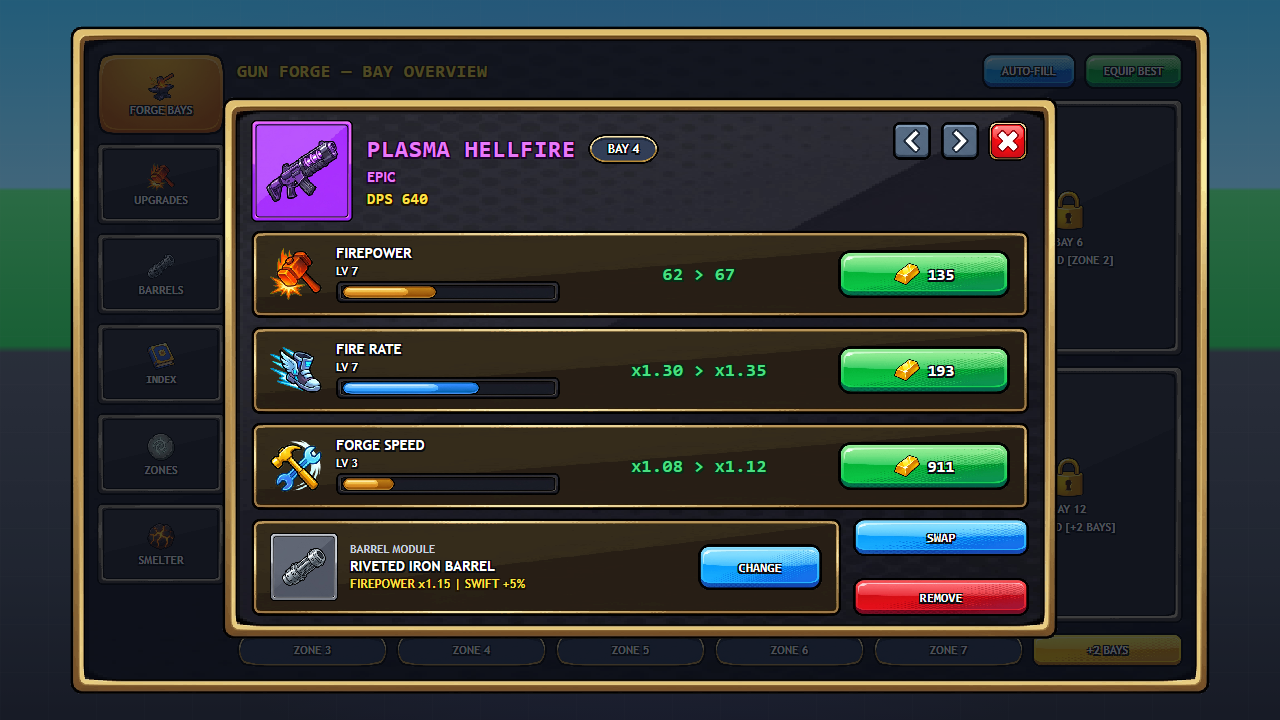 GUN FORGE — BAY OVERVIEW
AUTO-FILL
EQUIP BEST
FORGE BAYS
UPGRADES
BARRELS
INDEX
ZONES
SMELTER
PLASMA HELLFIRE
BAY 4
EPIC
DPS 640
FIREPOWER
LV 7
62 > 67
135
FIRE RATE
LV 7
x1.30 > x1.35
193
FORGE SPEED
LV 3
x1.08 > x1.12
911
BARREL MODULE
RIVETED IRON BARREL
FIREPOWER x1.15 | SWIFT +5%
CHANGE
SWAP
REMOVE
BAY 6
D [ZONE 2]
AY 12
D [+2 BAYS]
ZONE 3
ZONE 4
ZONE 5
ZONE 6
ZONE 7
+2 BAYS